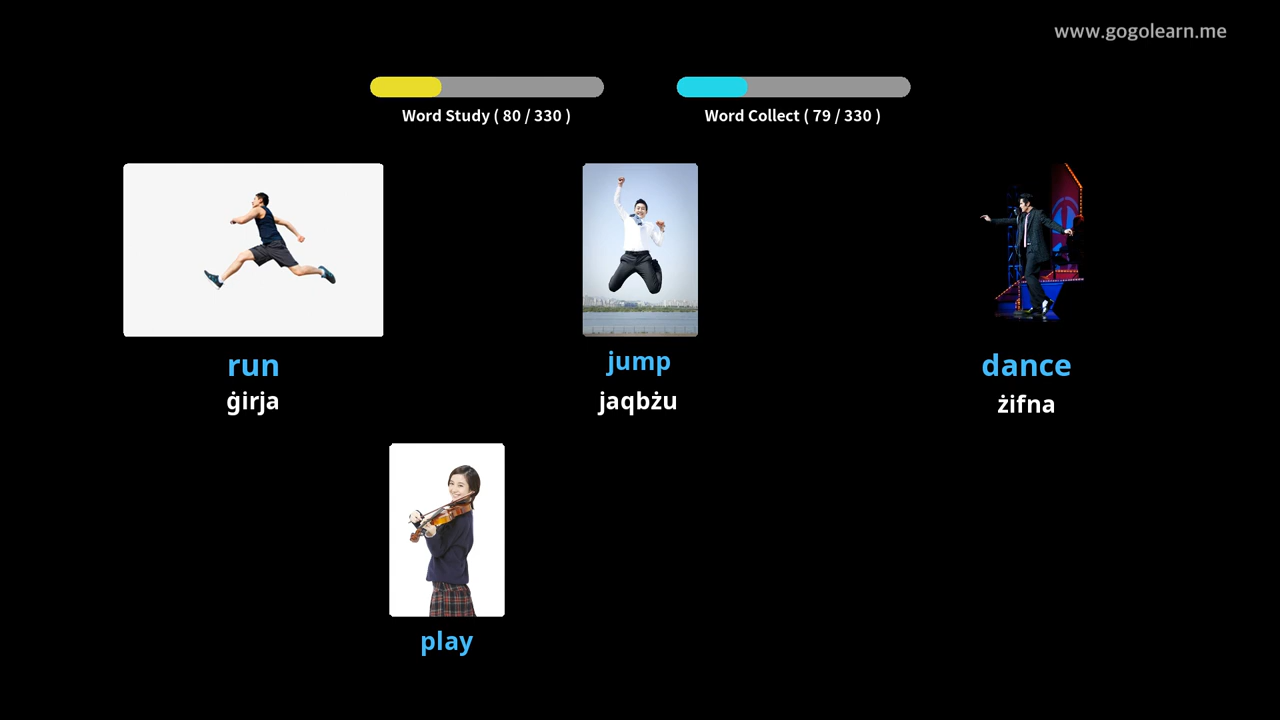 www.gogolearn.me
Word Study ( 80 / 330 )
Word Collect ( 79 / 330 )
run
ġirja
jump
jaqbżu
dance
żifna
play